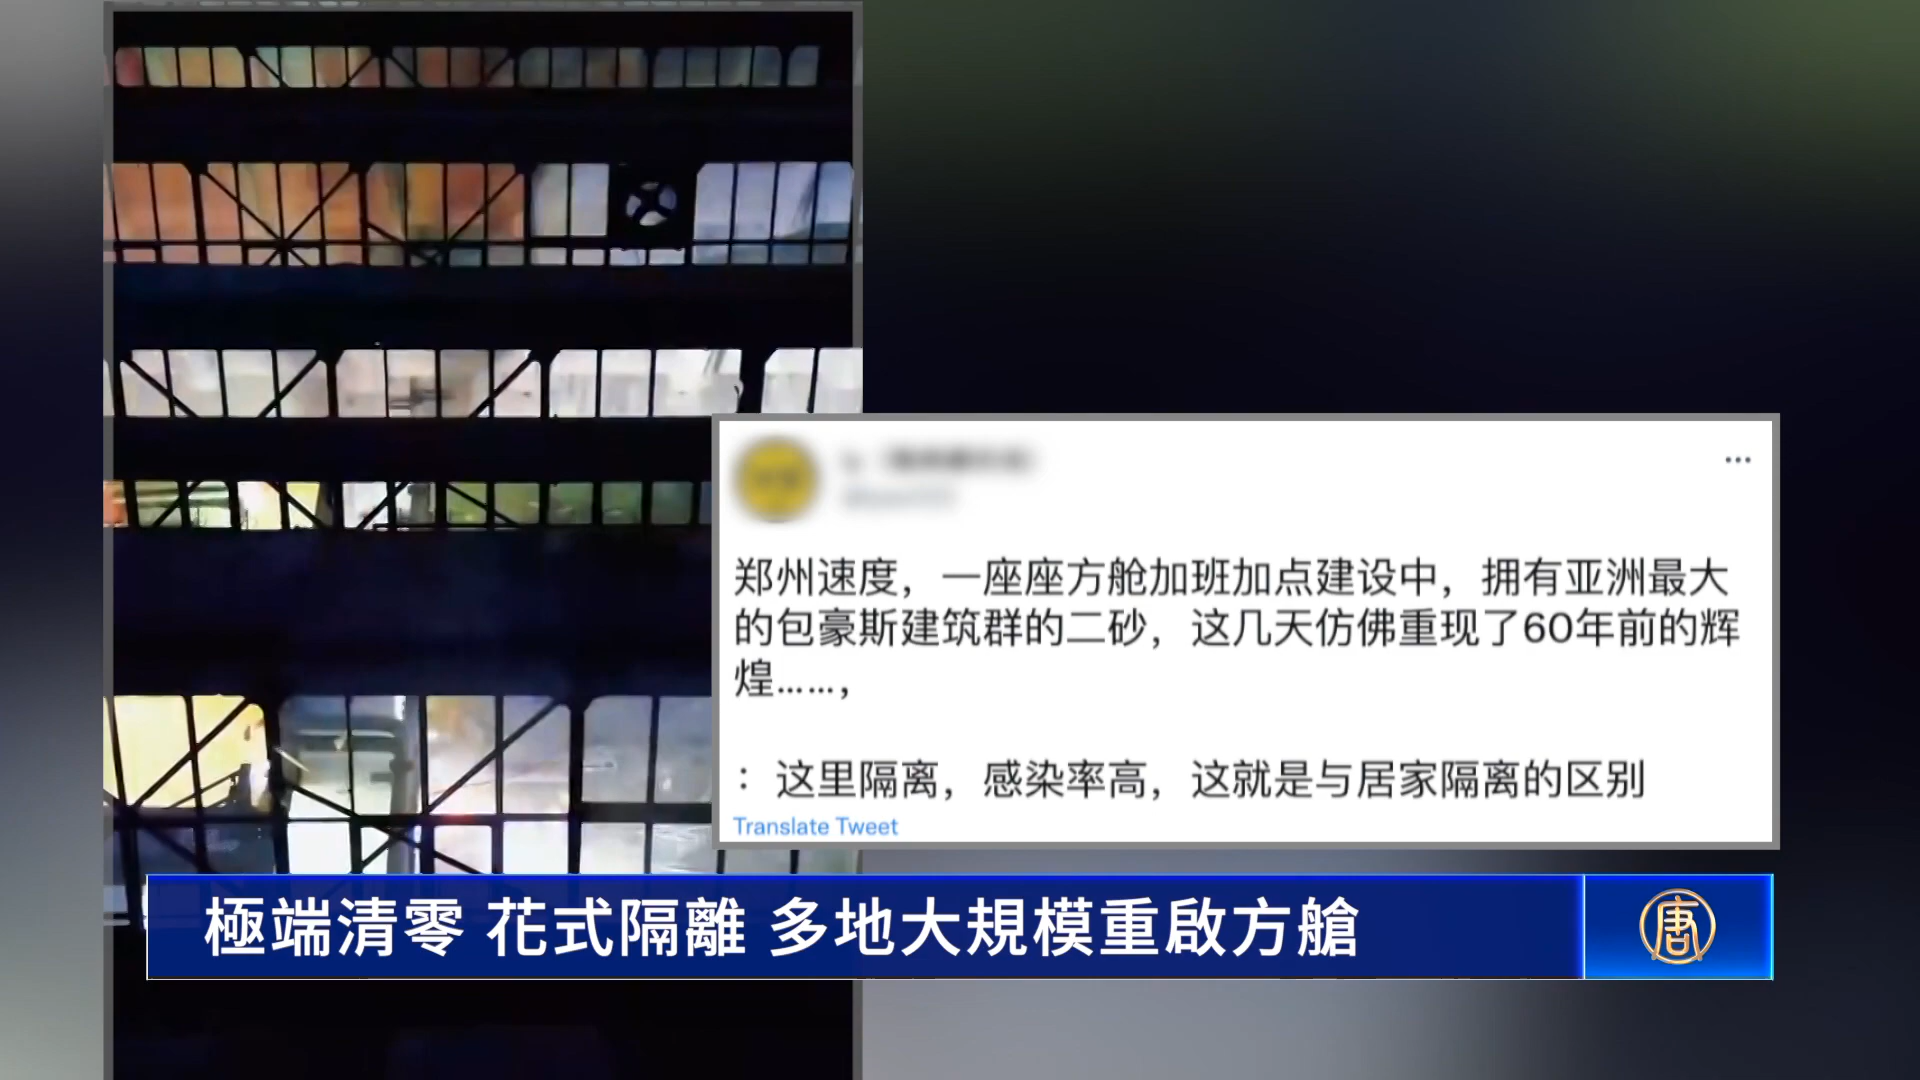 郑州速度，一座座方舱加班加点建设中，拥有亚洲最大
的包豪斯建筑群的二砂，这几天仿佛重现了60年前的辉
煌……，
：这里隔离，感染率高，这就是与居家隔离的区别
Translate Tweet
極端清零 花式隔離 多地大規模重啟方艙
唐